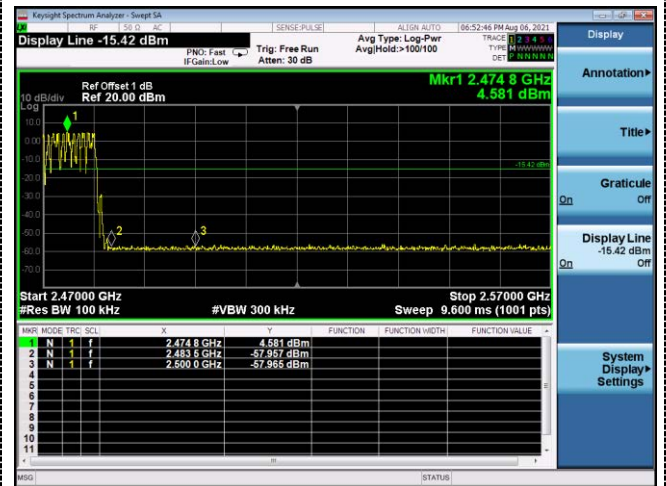 Keysight Spectrum Analyzer - Swept SA
RF 50 Ω AC SENSE:PULSE ALIGN AUTO 06:52:46 PM Aug 06, 2021
Display Line -15.42 dBm
PNO: Fast
IFGain:Low
Trig: Free Run
Atten: 30 dB
Avg Type: Log-Pwr
Avg|Hold:>100/100
TRACE 1 2 3 4 5 6
TYPE M WWWWW
DET P N N N N N
Display
Annotation
Title
Graticule
On Off
Display Line
-15.42 dBm
On Off
System
Display
Settings
Mkr1 2.474 8 GHz
4.581 dBm
Ref Offset 1 dB
10 dB/div Ref 20.00 dBm
Log
10.0
0.00
-10.0
-20.0
-30.0
-40.0
-50.0
-60.0
-70.0
1
2
3
-15.42 dBm
Start 2.47000 GHz Stop 2.57000 GHz
#Res BW 100 kHz #VBW 300 kHz Sweep 9.600 ms (1001 pts)
MKR MODE TRC SCL X Y FUNCTION FUNCTION WIDTH FUNCTION VALUE
1 N 1 f 2.474 8 GHz 4.581 dBm
2 N 1 f 2.483 5 GHz -57.957 dBm
3 N 1 f 2.500 0 GHz -57.965 dBm
4
5
6
7
8
9
10
11
MSG STATUS